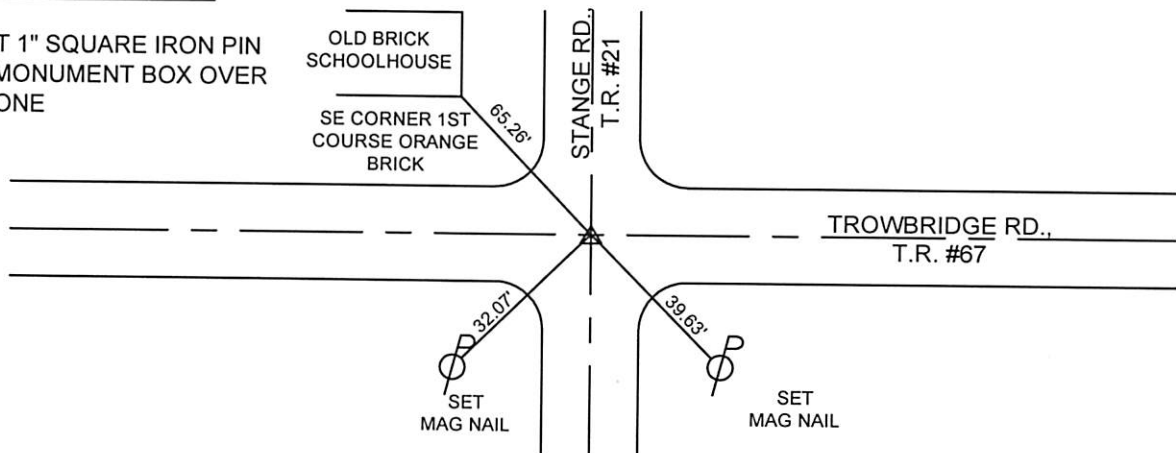 T 1" SQUARE IRON PIN
MONUMENT BOX OVER
ONE
OLD BRICK
SCHOOLHOUSE
SE CORNER 1ST
COURSE ORANGE
BRICK
65.26'
STANGE RD.,
T.R. #21
TROWBRIDGE RD.,
T.R. #67
32.07'
39.63'
P
SET
MAG NAIL
P
SET
MAG NAIL